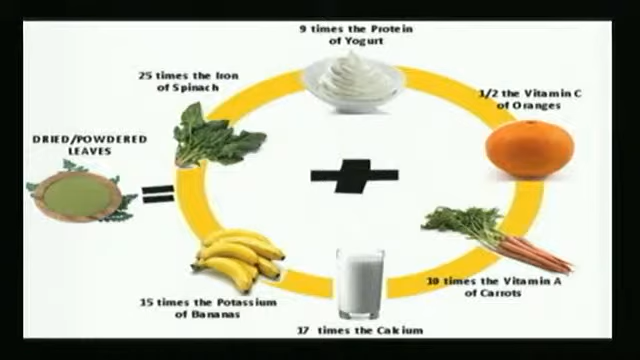 9 times the Protein
of Yogurt
25 times the Iron
of Spinach
1/2 the Vitamin C
of Oranges
DRIED/POWDERED
LEAVES
=
+
10 times the Vitamin A
of Carrots
15 times the Potassium
of Bananas
17 times the Calcium